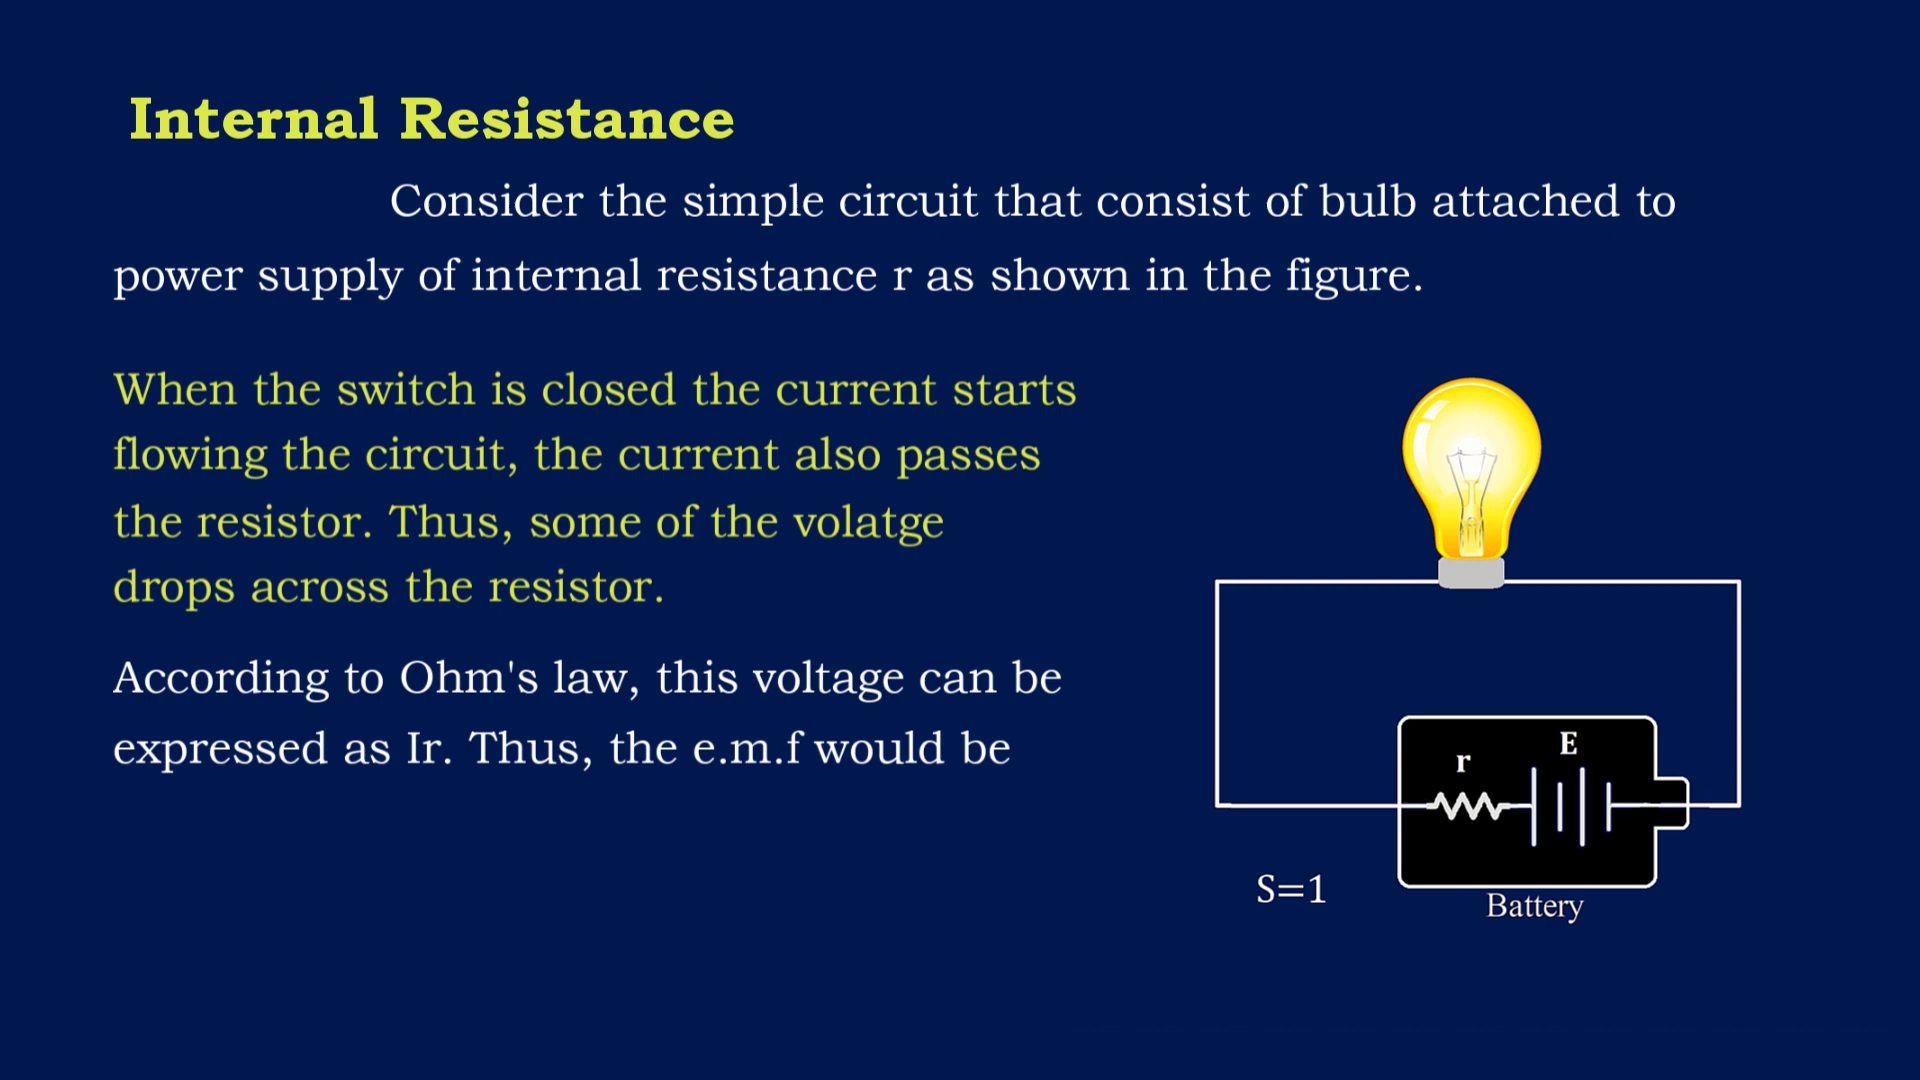 Internal Resistance
Consider the simple circuit that consist of bulb attached to
power supply of internal resistance r as shown in the figure.
When the switch is closed the current starts
flowing the circuit, the current also passes
the resistor. Thus, some of the volatge
drops across the resistor.
According to Ohm's law, this voltage can be
expressed as Ir. Thus, the e.m.f would be
E
r
S=1
Battery